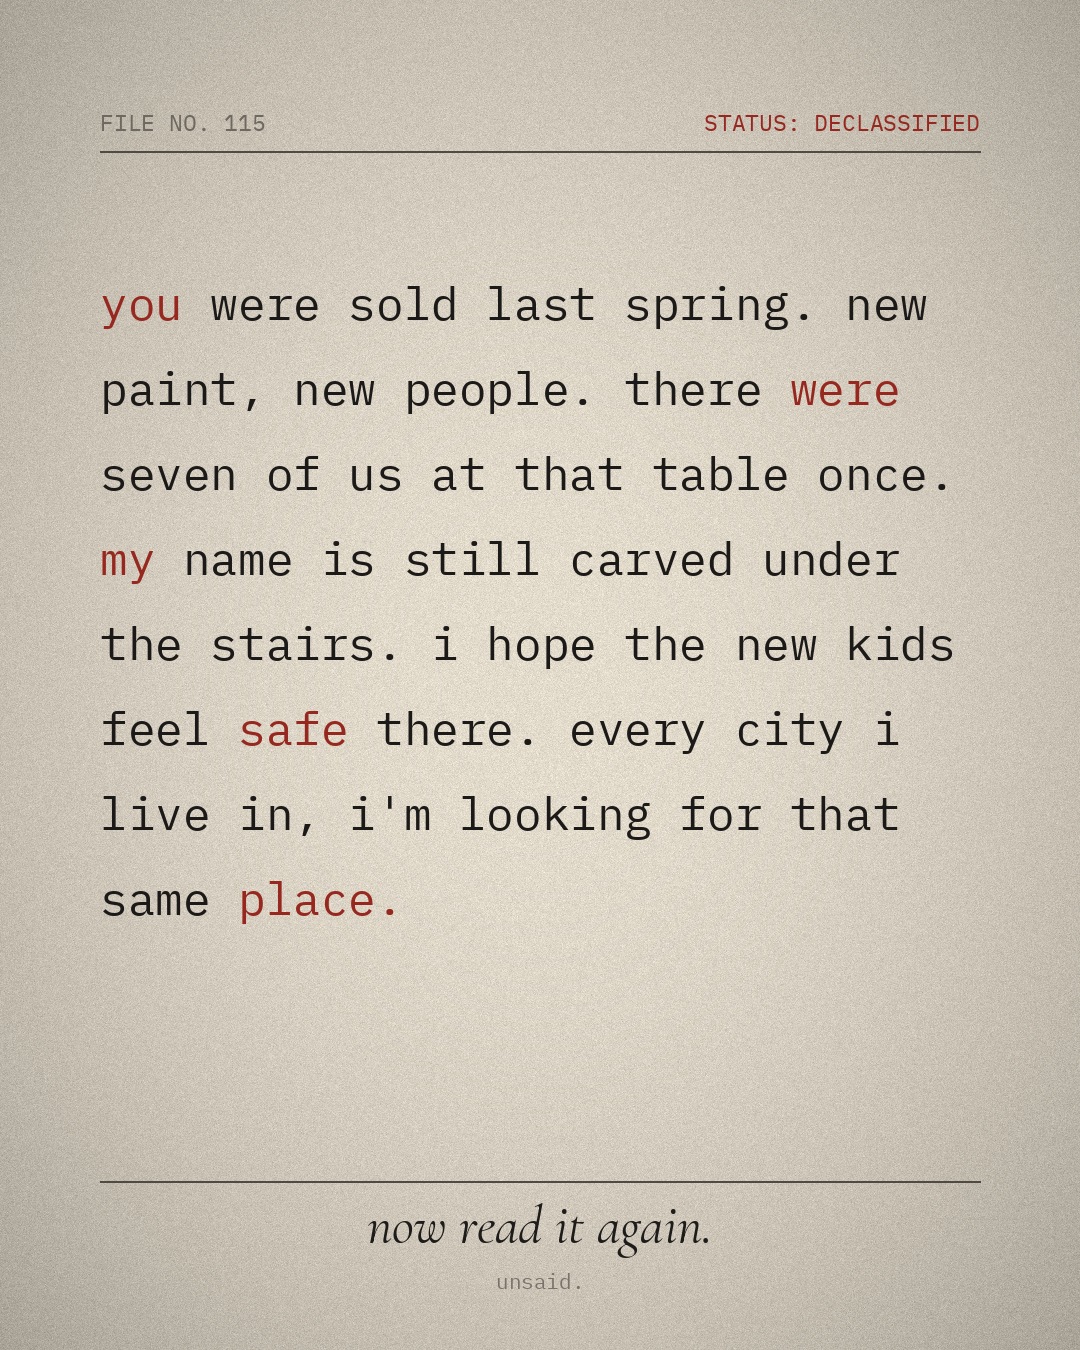 FILE NO. 115
STATUS: DECLASSIFIED
you were sold last spring. new
paint, new people. there were
seven of us at that table once.
my name is still carved under
the stairs. i hope the new kids
feel safe there. every city i
live in, i'm looking for that
same place.
now read it again.
unsaid.